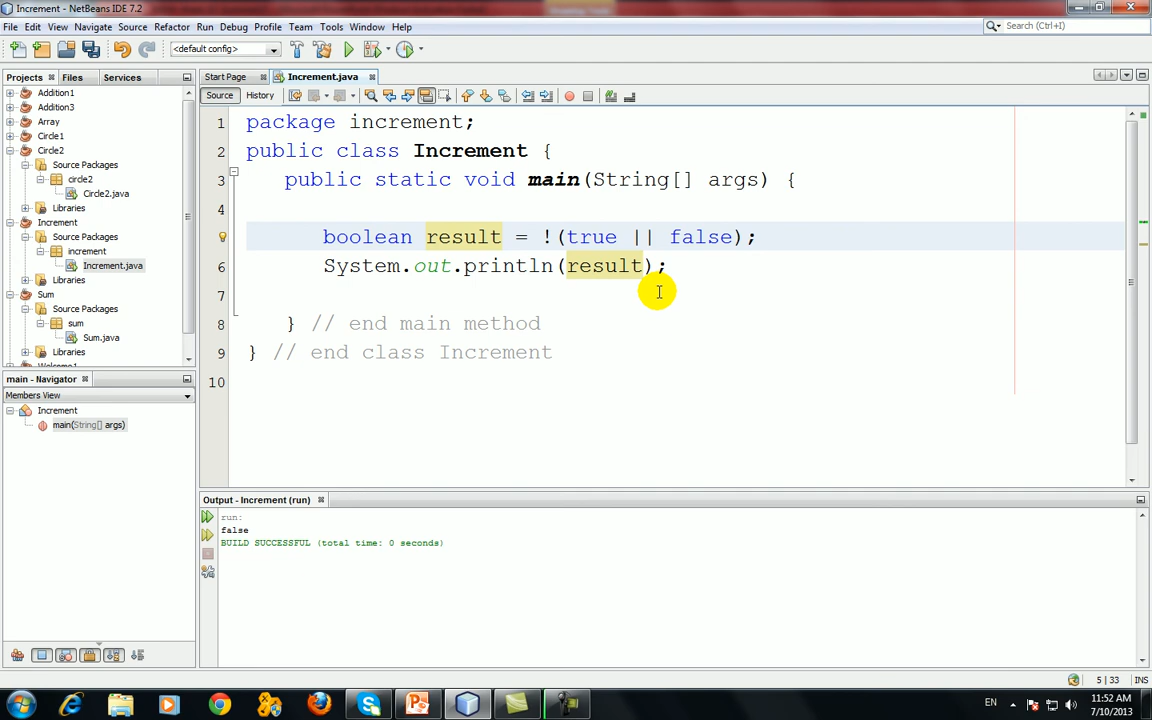 Increment - NetBeans IDE 7.2
File Edit View Navigate Source Refactor Run Debug Profile Team Tools Window Help
Search (Ctrl+I)
<default config>
Projects Files Services
Addition1
Addition3
Array
Circle1
Circle2
Source Packages
circle2
Circle2.java
Libraries
Increment
Source Packages
increment
Increment.java
Libraries
Sum
Source Packages
sum
Sum.java
Libraries
main - Navigator
Members View
Increment
main(String[] args)
Start Page Increment.java
Source History
1 package increment;
2 public class Increment {
3 public static void main(String[] args) {
4
boolean result = !(true || false);
6 System.out.println(result);
7
8 } // end main method
9 } // end class Increment
10
Output - Increment (run)
run:
false
BUILD SUCCESSFUL (total time: 0 seconds)
5 | 33 INS
EN
11:52 AM
7/10/2013